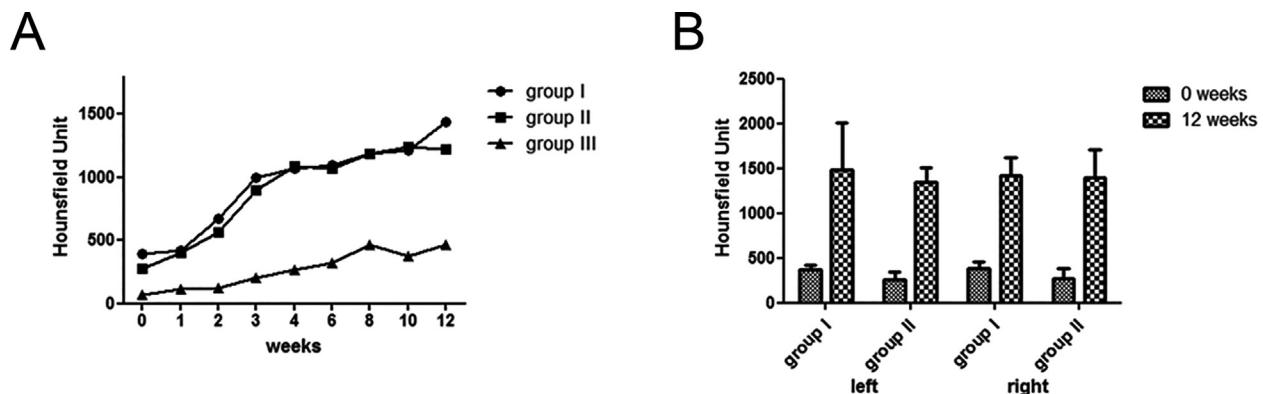 A
Hounsfield Unit
1500
1000
500
0
0 1 2 3 4 6 8 10 12
weeks
group I
group II
group III
B
Hounsfield Unit
2500
2000
1500
1000
500
0
group I group II group I group II
left right
0 weeks
12 weeks